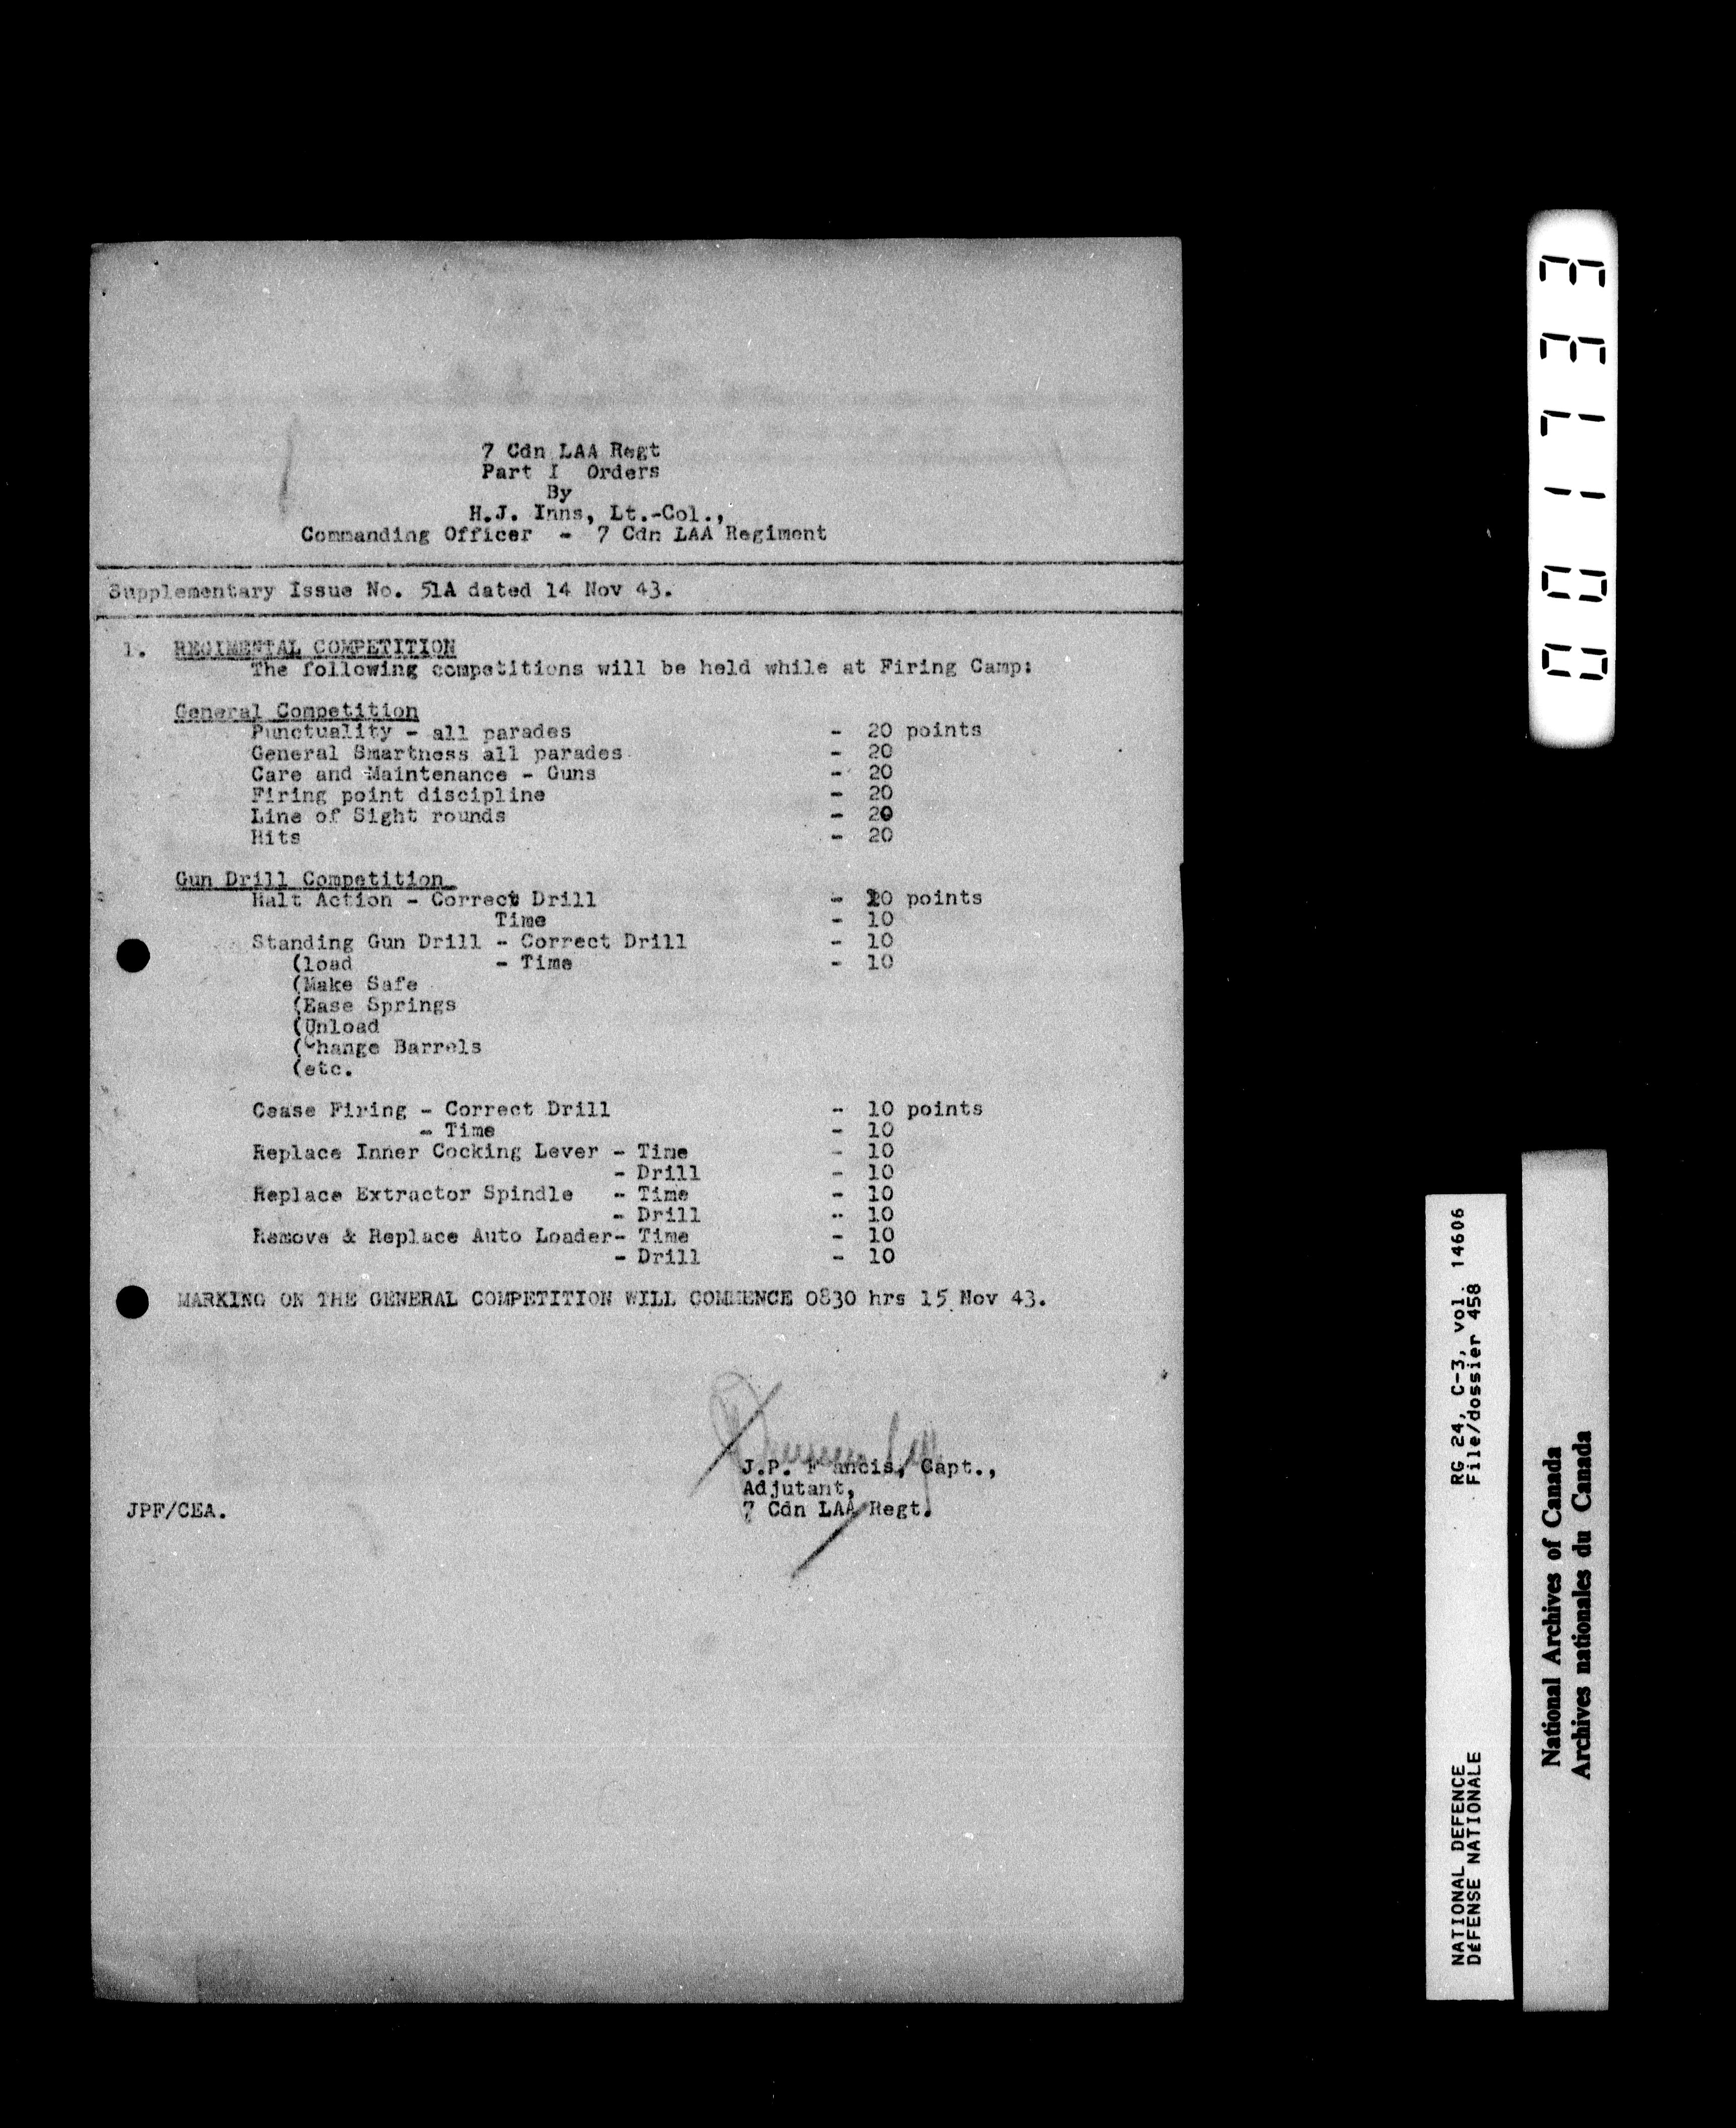 7 Cdn LAA Regt
Part I Orders
By
H.J. Inns, Lt.-Col.,
Commanding Officer - 7 Cdn LAA Regiment
Supplementary Issue No. 51A dated 14 Nov 43.
1. REGIMENTAL COMPETITION
The following competitions will be held while at Firing Camp:
General Competition
Punctuality - all parades - 20 points
General Smartness all parades - 20
Care and Maintenance - Guns - 20
Firing point discipline - 20
Line of Sight rounds - 20
Hits - 20
Gun Drill Competition
Halt Action - Correct Drill - 10 points
Time - 10
Standing Gun Drill - Correct Drill - 10
(load - Time - 10
(Make Safe
(Ease Springs
(Unload
(Change Barrels
(etc.
Cease Firing - Correct Drill - 10 points
- Time - 10
Replace Inner Cocking Lever - Time - 10
- Drill - 10
Replace Extractor Spindle - Time - 10
- Drill - 10
Remove & Replace Auto Loader- Time - 10
- Drill - 10
MARKING ON THE GENERAL COMPETITION WILL COMMENCE 0830 hrs 15 Nov 43.
J.P. Francis, Capt.,
Adjutant,
7 Cdn LAA Regt.
JPF/CEA.
NATIONAL DEFENCE RG 24, C-3, vol. 14606
DÉFENSE NATIONALE File/dossier 458
National Archives of Canada
Archives nationales du Canada